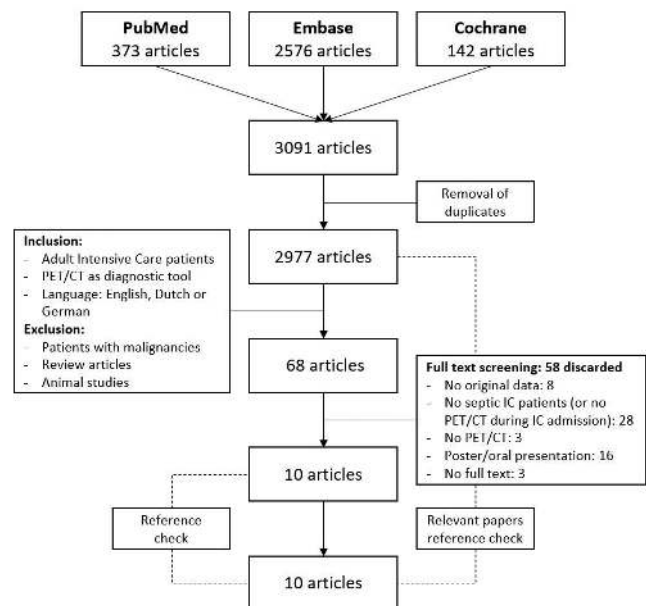 PubMed
373 articles
Embase
2576 articles
Cochrane
142 articles
3091 articles
Removal of
duplicates
2977 articles
Inclusion:
- Adult Intensive Care patients
- PET/CT as diagnostic tool
- Language: English, Dutch or
German
Exclusion:
- Patients with malignancies
- Review articles
- Animal studies
68 articles
Full text screening: 58 discarded
- No original data: 8
- No septic IC patients (or no
PET/CT during IC admission): 28
- No PET/CT: 3
- Poster/oral presentation: 16
- No full text: 3
10 articles
Reference
check
Relevant papers
reference check
10 articles